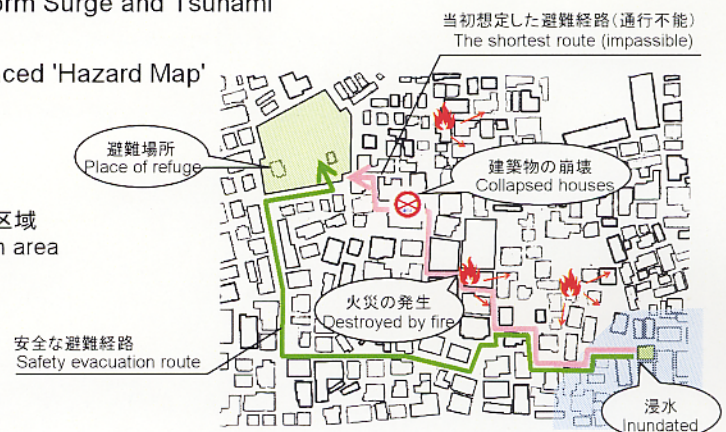 orm Surge and Tsunami
当初想定した避難経路(通行不能)
The shortest route (impassible)
ced 'Hazard Map'
避難場所
Place of refuge
建築物の崩壊
Collapsed houses
区域
n area
火災の発生
Destroyed by fire
安全な避難経路
Safety evacuation route
浸水
Inundated